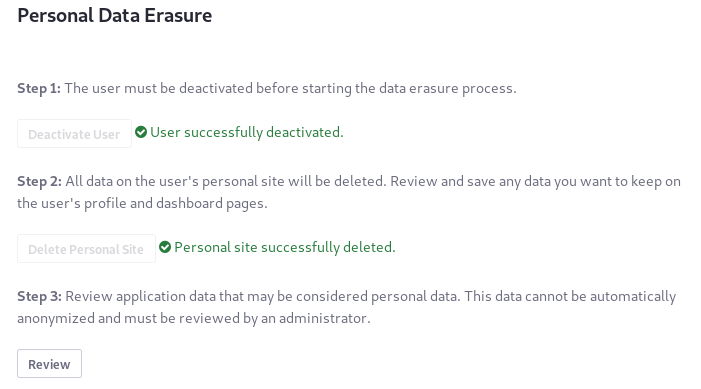 Personal Data Erasure
Step 1: The user must be deactivated before starting the data erasure process.
Deactivate User User successfully deactivated.
Step 2: All data on the user's personal site will be deleted. Review and save any data you want to keep on
the user's profile and dashboard pages.
Delete Personal Site Personal site successfully deleted.
Step 3: Review application data that may be considered personal data. This data cannot be automatically
anonymized and must be reviewed by an administrator.
Review